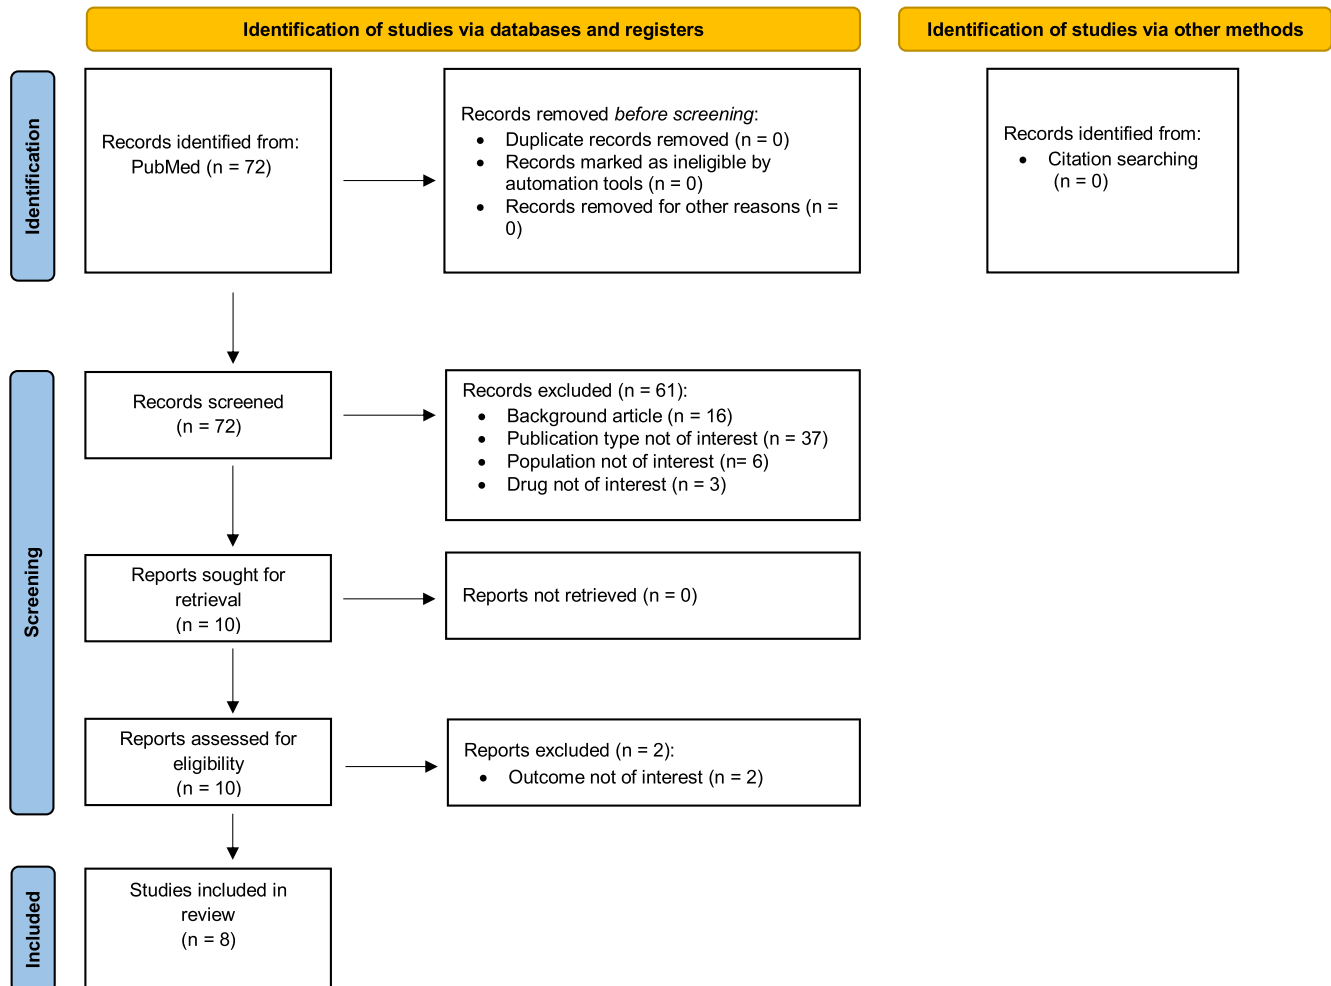 Identification of studies via databases and registers
Identification of studies via other methods
Identification
Records identified from:
PubMed (n = 72)
Records removed before screening:
• Duplicate records removed (n = 0)
• Records marked as ineligible by
automation tools (n = 0)
• Records removed for other reasons (n =
0)
Records identified from:
• Citation searching
(n = 0)
Screening
Records screened
(n = 72)
Records excluded (n = 61):
• Background article (n = 16)
• Publication type not of interest (n = 37)
• Population not of interest (n= 6)
• Drug not of interest (n = 3)
Reports sought for
retrieval
(n = 10)
Reports not retrieved (n = 0)
Reports assessed for
eligibility
(n = 10)
Reports excluded (n = 2):
• Outcome not of interest (n = 2)
Included
Studies included in
review
(n = 8)